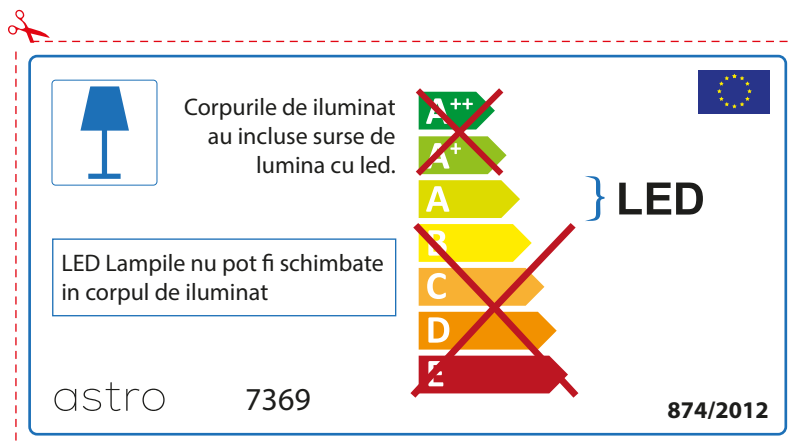 Corpurile de iluminat
au incluse surse de
lumina cu led.
LED Lampile nu pot fi schimbate
in corpul de iluminat
A++
A+
A
B
C
D
E
LED
astro
7369
874/2012